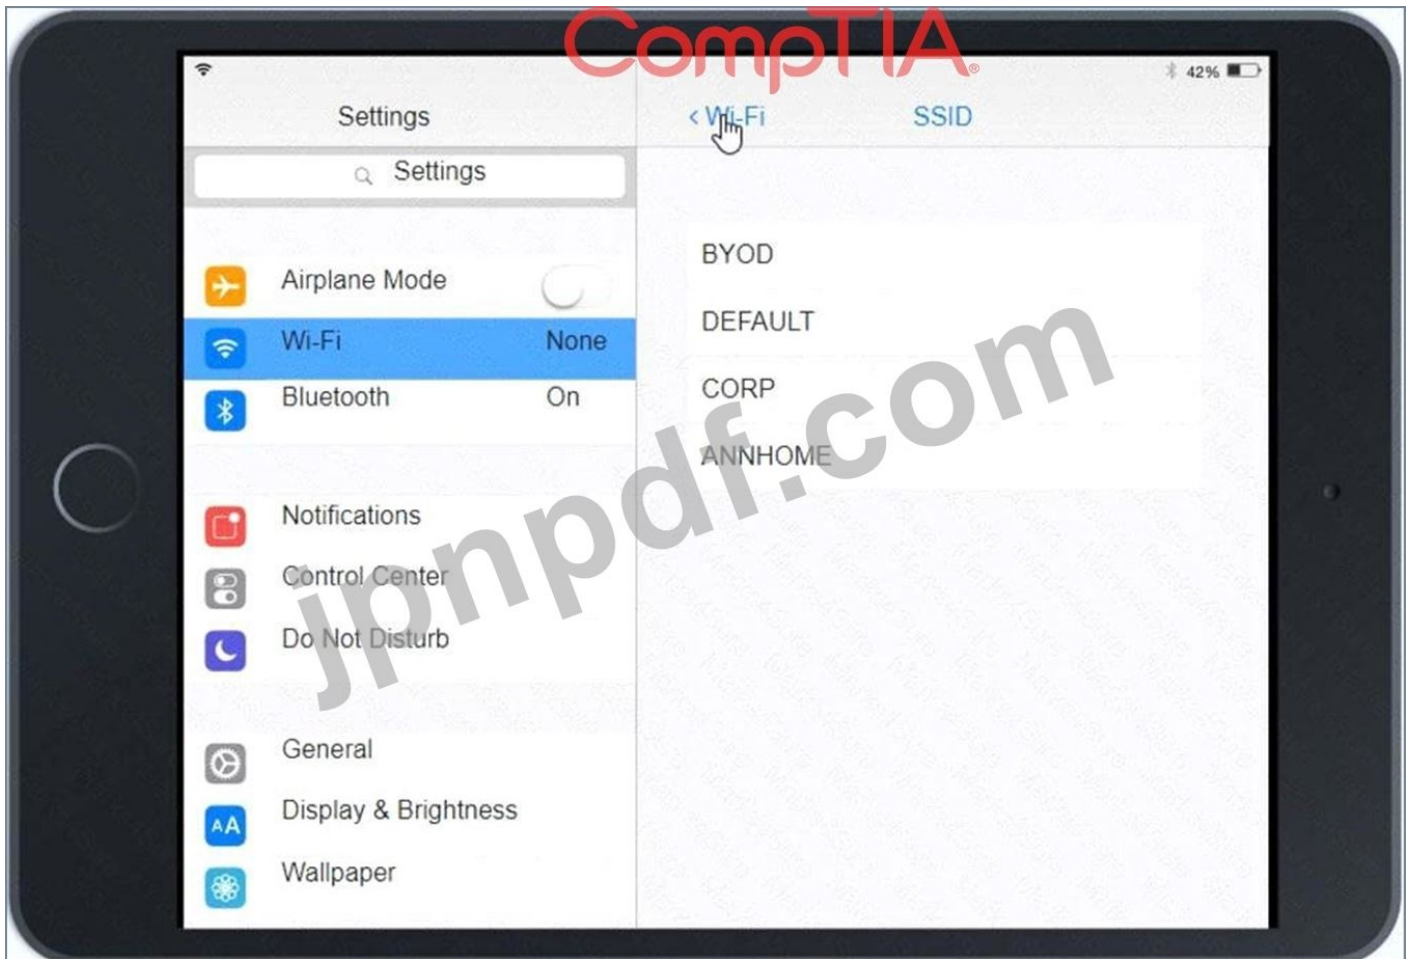 CompTIA
42%
Settings
< Wi-Fi
SSID
Settings
Airplane Mode
Wi-Fi None
Bluetooth On
Notifications
Control Center
Do Not Disturb
General
AA Display & Brightness
Wallpaper
BYOD
DEFAULT
CORP
ANNHOME
jpnpdf.com